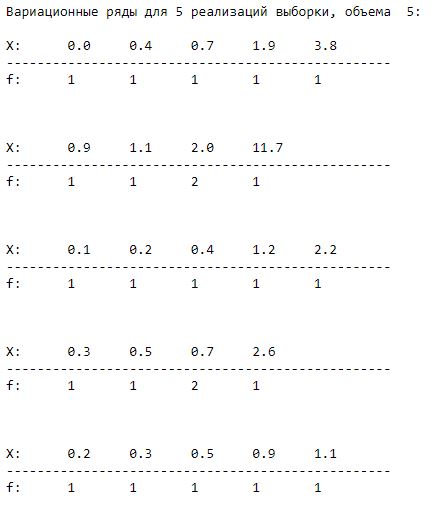 Вариационные ряды для 5 реализаций выборки, объема  5:
X:      0.0     0.4     0.7     1.9     3.8
--------------------------------------------------
f:      1       1       1       1       1
X:      0.9     1.1     2.0     11.7
--------------------------------------------------
f:      1       1       2       1
X:      0.1     0.2     0.4     1.2     2.2
--------------------------------------------------
f:      1       1       1       1       1
X:      0.3     0.5     0.7     2.6
--------------------------------------------------
f:      1       1       2       1
X:      0.2     0.3     0.5     0.9     1.1
--------------------------------------------------
f:      1       1       1       1       1